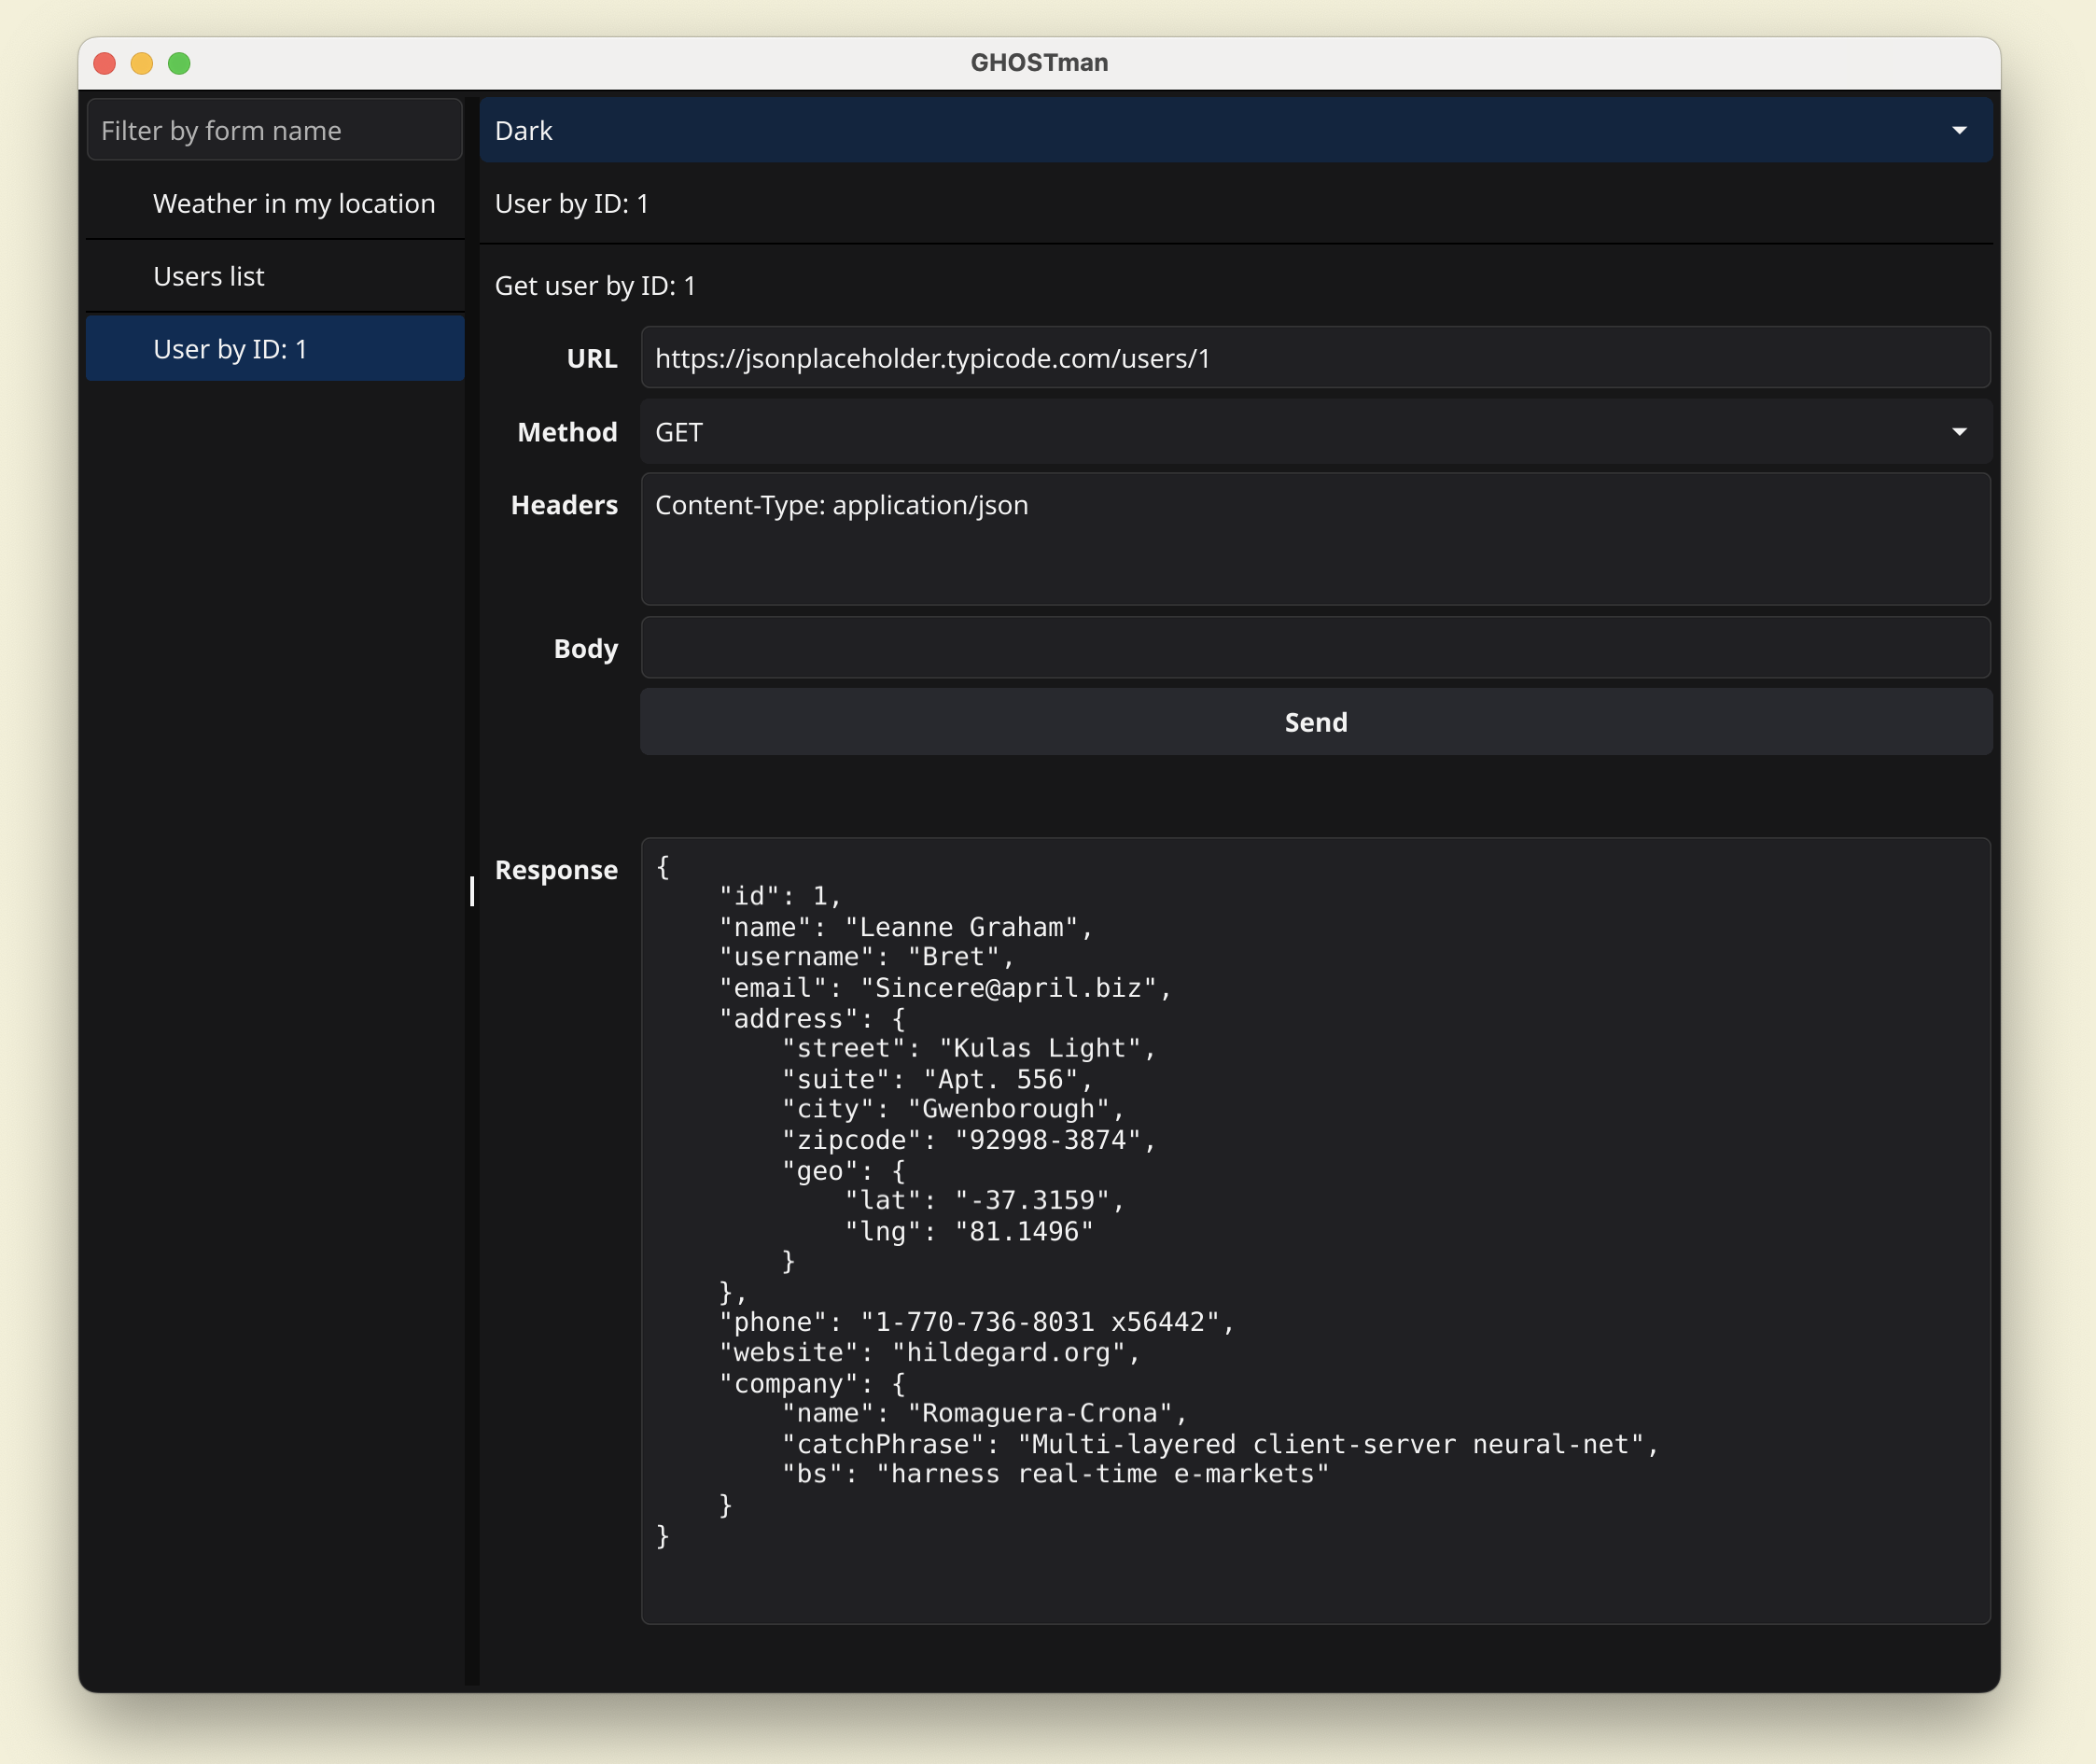 GHOSTman
Filter by form name
Weather in my location
Users list
User by ID: 1
Dark
User by ID: 1
Get user by ID: 1
URL https://jsonplaceholder.typicode.com/users/1
Method GET
Headers Content-Type: application/json
Body
Send
Response
{
    "id": 1,
    "name": "Leanne Graham",
    "username": "Bret",
    "email": "Sincere@april.biz",
    "address": {
        "street": "Kulas Light",
        "suite": "Apt. 556",
        "city": "Gwenborough",
        "zipcode": "92998-3874",
        "geo": {
            "lat": "-37.3159",
            "lng": "81.1496"
        }
    },
    "phone": "1-770-736-8031 x56442",
    "website": "hildegard.org",
    "company": {
        "name": "Romaguera-Crona",
        "catchPhrase": "Multi-layered client-server neural-net",
        "bs": "harness real-time e-markets"
    }
}